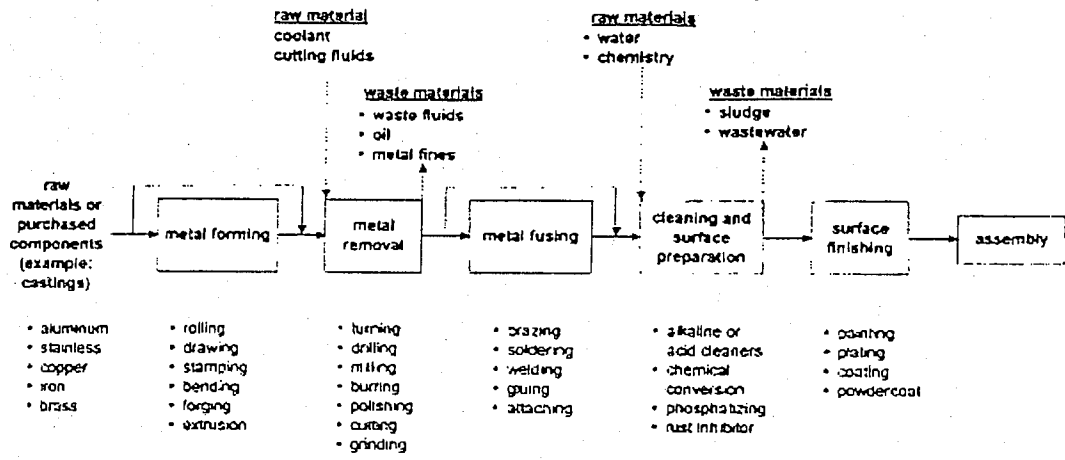 raw material
coolant
cutting fluids
raw materials
• water
• chemistry
waste materials
• waste fluids
• oil
• metal fines
waste materials
• sludge
• wastewater
raw
materials or
purchased
components
(example:
castings)
metal forming
metal
removal
metal fusing
cleaning and
surface
preparation
surface
finishing
assembly
• aluminum
• stainless
• copper
• iron
• brass
• rolling
• drawing
• stamping
• bending
• forging
• extrusion
• turning
• drilling
• milling
• burring
• polishing
• cutting
• grinding
• brazing
• soldering
• welding
• gluing
• attaching
• alkaline or
acid cleaners
• chemical
conversion
• phosphatizing
• rust inhibitor
• painting
• plating
• coating
• powdercoat